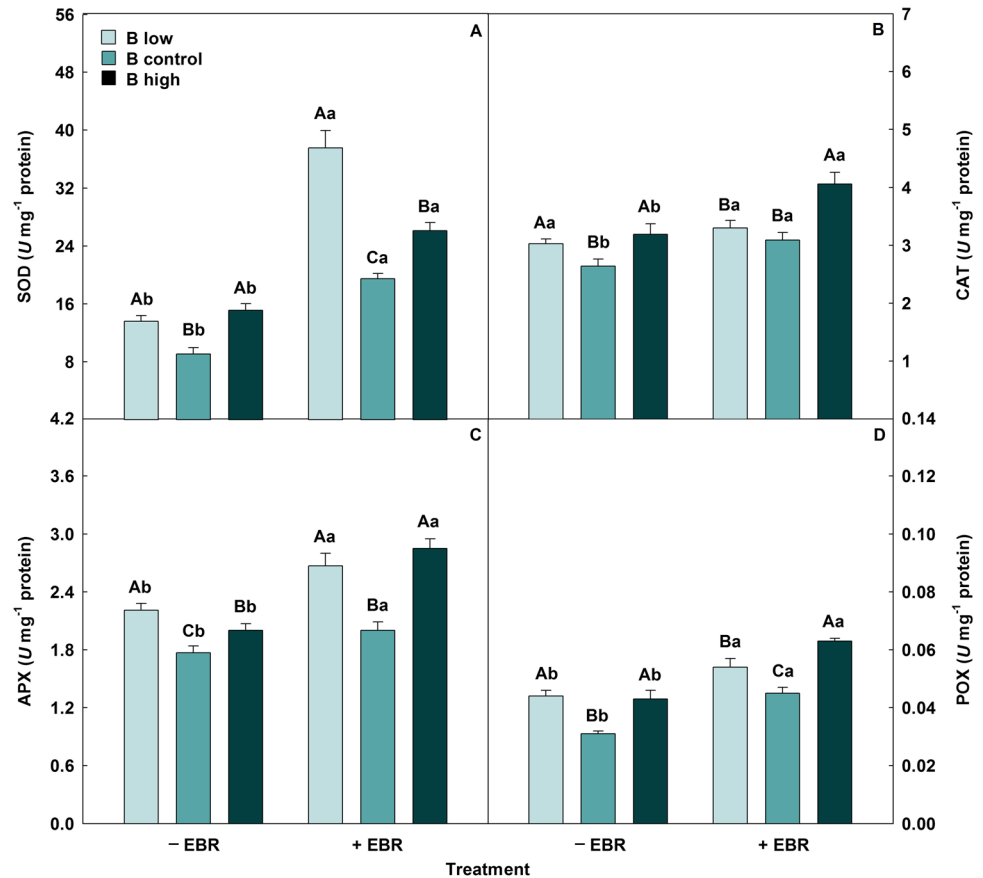 56
48
40
32
24
16
8
4.2
SOD (U mg-1 protein)
B low
B control
B high
A
Ab
Bb
Ab
Aa
Ca
Ba
B
Aa
Bb
Ab
Ba
Ba
Aa
7
6
5
4
3
2
1
0.14
CAT (U mg-1 protein)
3.6
3.0
2.4
1.8
1.2
0.6
0.0
APX (U mg-1 protein)
C
Ab
Cb
Bb
Aa
Ba
Aa
D
Ab
Bb
Ab
Ba
Ca
Aa
0.12
0.10
0.08
0.06
0.04
0.02
0.00
POX (U mg-1 protein)
– EBR
+ EBR
– EBR
+ EBR
Treatment